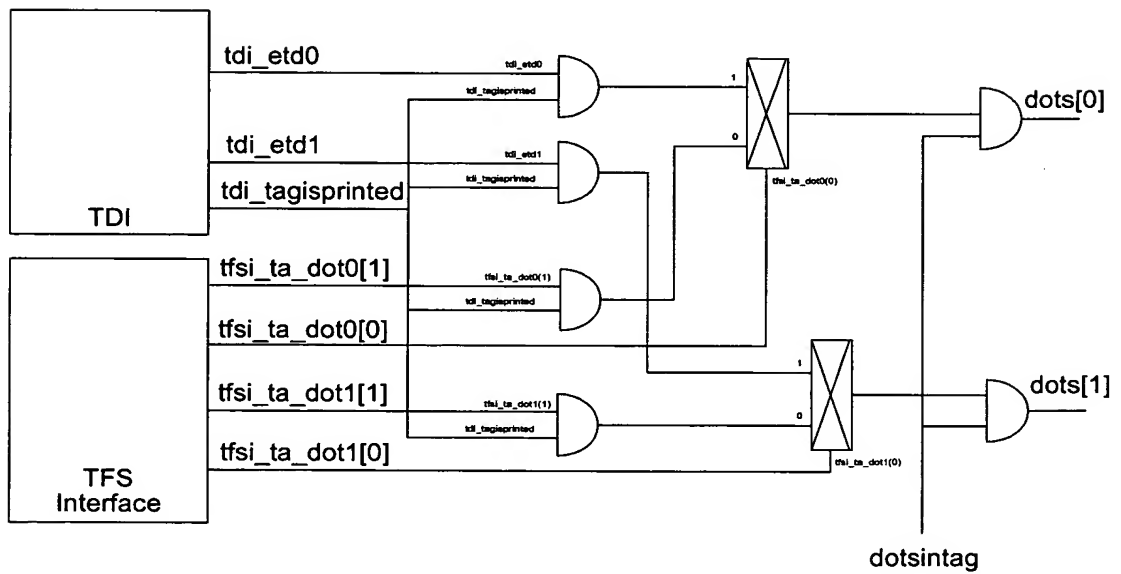 tdi_etd0
tdi_etd0
tdi_tagisprinted
1
dots[0]
tdi_etd1
0
tdi_etd1
tdi_tagisprinted
tdi_tagisprinted
tfsi_ta_dot0(0)
TDI
tfsi_ta_dot0[1]
tfsi_ta_dot0(1)
tdi_tagisprinted
tfsi_ta_dot0[0]
1
tfsi_ta_dot1[1]
dots[1]
tfsi_ta_dot1(1)
0
tdi_tagisprinted
tfsi_ta_dot1[0]
tfsi_ta_dot1(0)
TFS
Interface
dotsintag